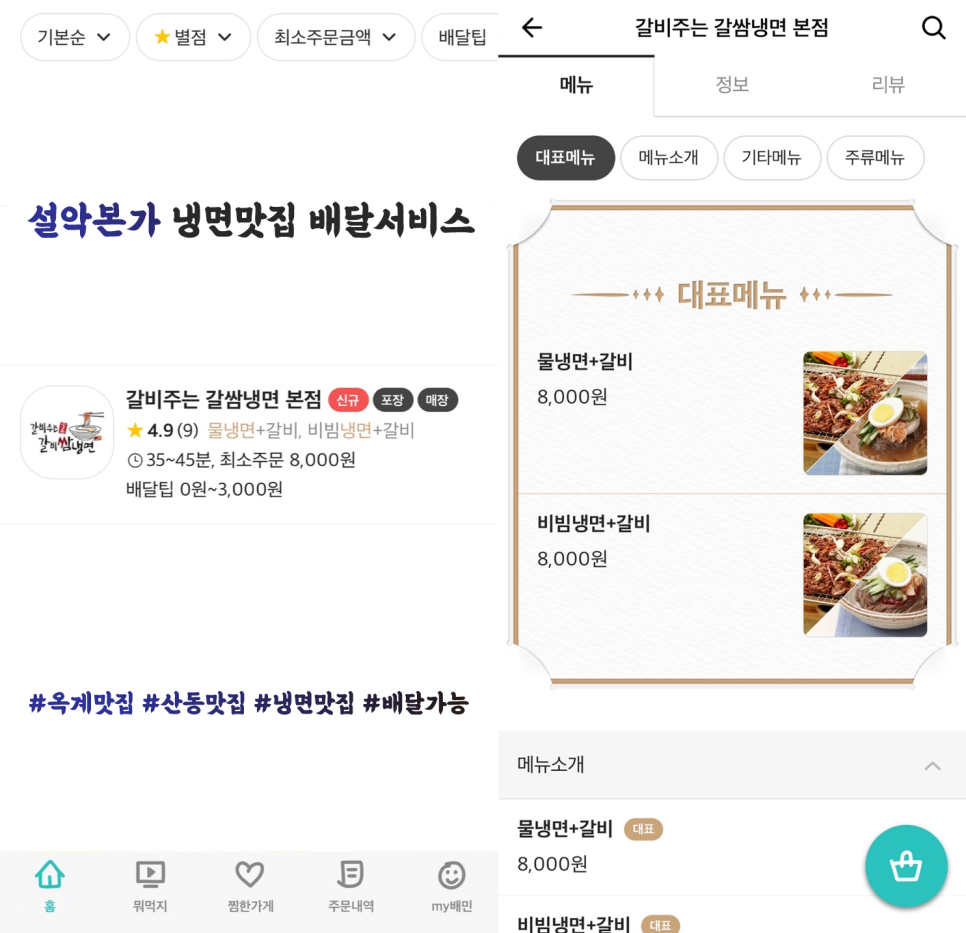 기본순 ★별점 최소주문금액 배달팁
설악본가 냉면맛집 배달서비스
갈비주는 갈비쌈냉면
갈비주는 갈쌈냉면 본점 신규 포장 매장
★4.9(9) 물냉면+갈비, 비빔냉면+갈비
35~45분, 최소주문 8,000원
배달팁 0원~3,000원
#옥계맛집 #산동맛집 #냉면맛집 #배달가능
홈 뭐먹지 찜한가게 주문내역 my배민
갈비주는 갈쌈냉면 본점
메뉴 정보 리뷰
대표메뉴 메뉴소개 기타메뉴 주류메뉴
대표메뉴
물냉면+갈비
8,000원
비빔냉면+갈비
8,000원
메뉴소개
물냉면+갈비 대표
8,000원
비빔냉면+갈비 대표